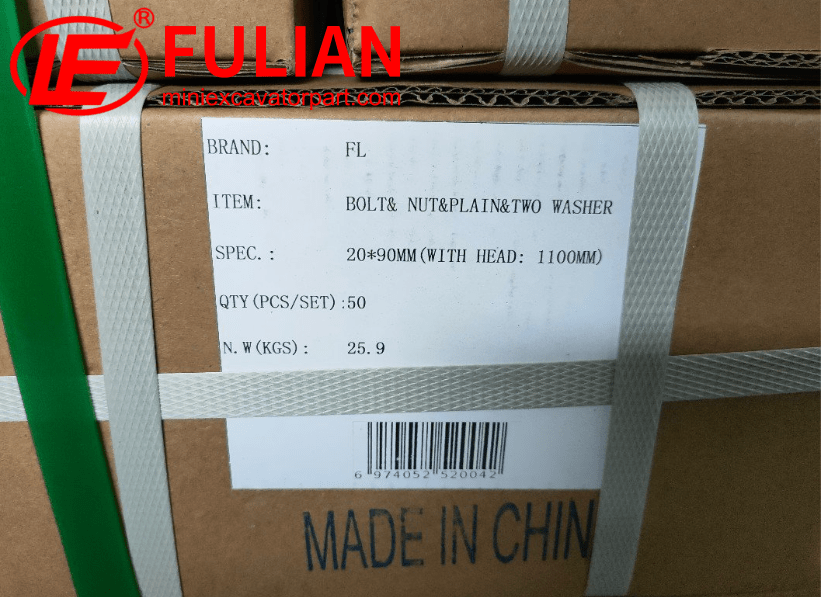 LF ® FULIAN
miniexcavatorpart.com
BRAND: FL
ITEM: BOLT& NUT&PLAIN&TWO WASHER
SPEC.: 20*90MM(WITH HEAD: 1100MM)
QTY(PCS/SET):50
N.W(KGS): 25.9
6 974052 520042
MADE IN CHIN